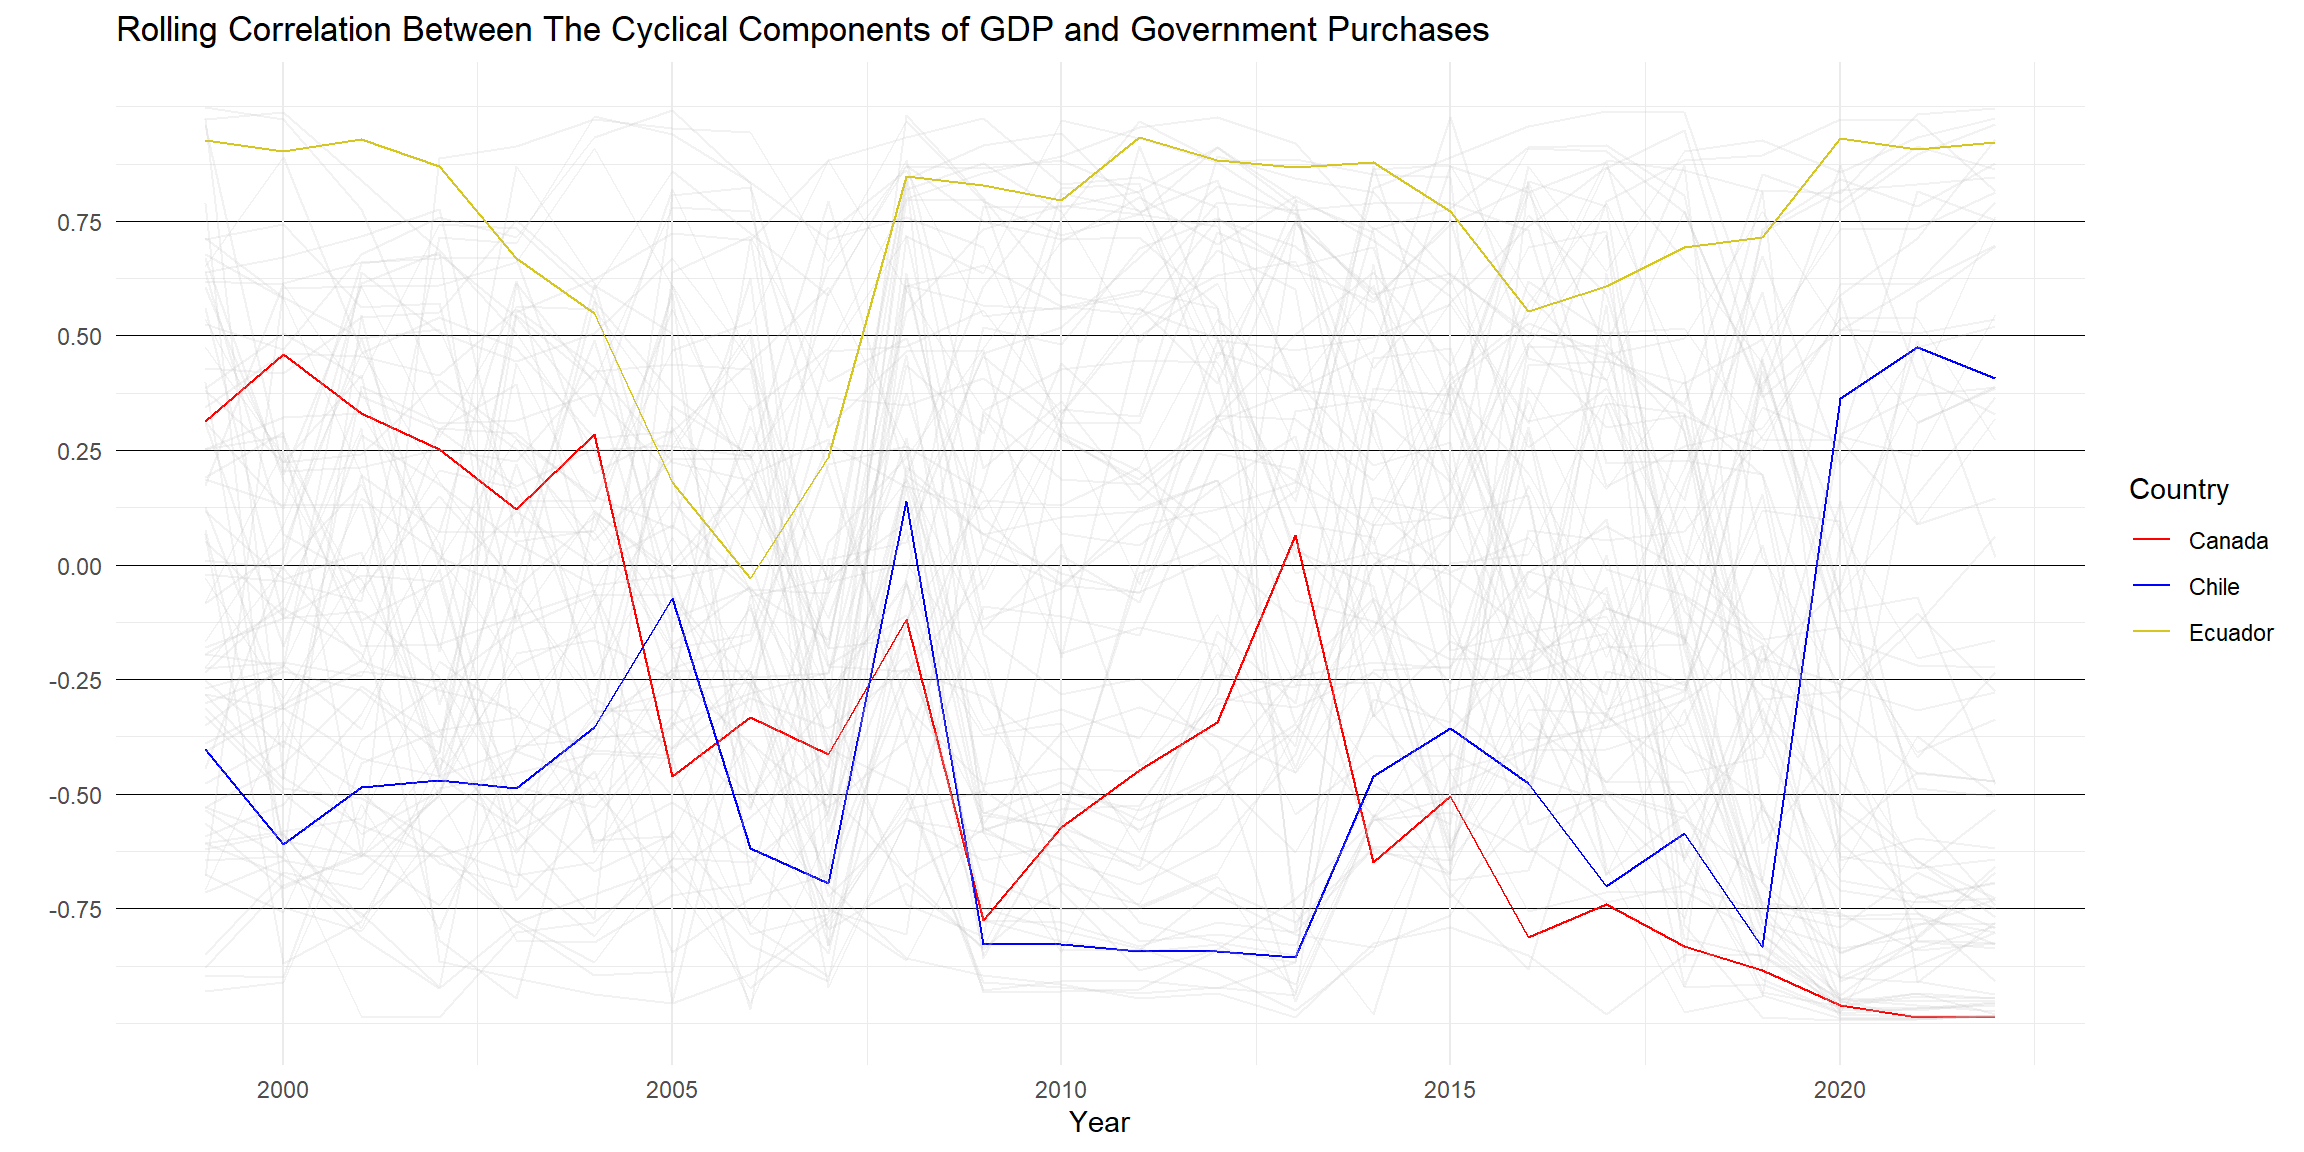 Rolling Correlation Between The Cyclical Components of GDP and Government Purchases
0.75
0.50
0.25
0.00
-0.25
-0.50
-0.75
2000 2005 2010 2015 2020
Year
Country
Canada
Chile
Ecuador